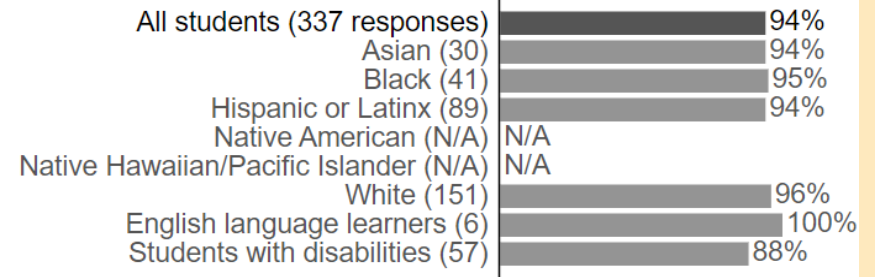 All students (337 responses) 94%
Asian (30) 94%
Black (41) 95%
Hispanic or Latinx (89) 94%
Native American (N/A) N/A
Native Hawaiian/Pacific Islander (N/A) N/A
White (151) 96%
English language learners (6) 100%
Students with disabilities (57) 88%